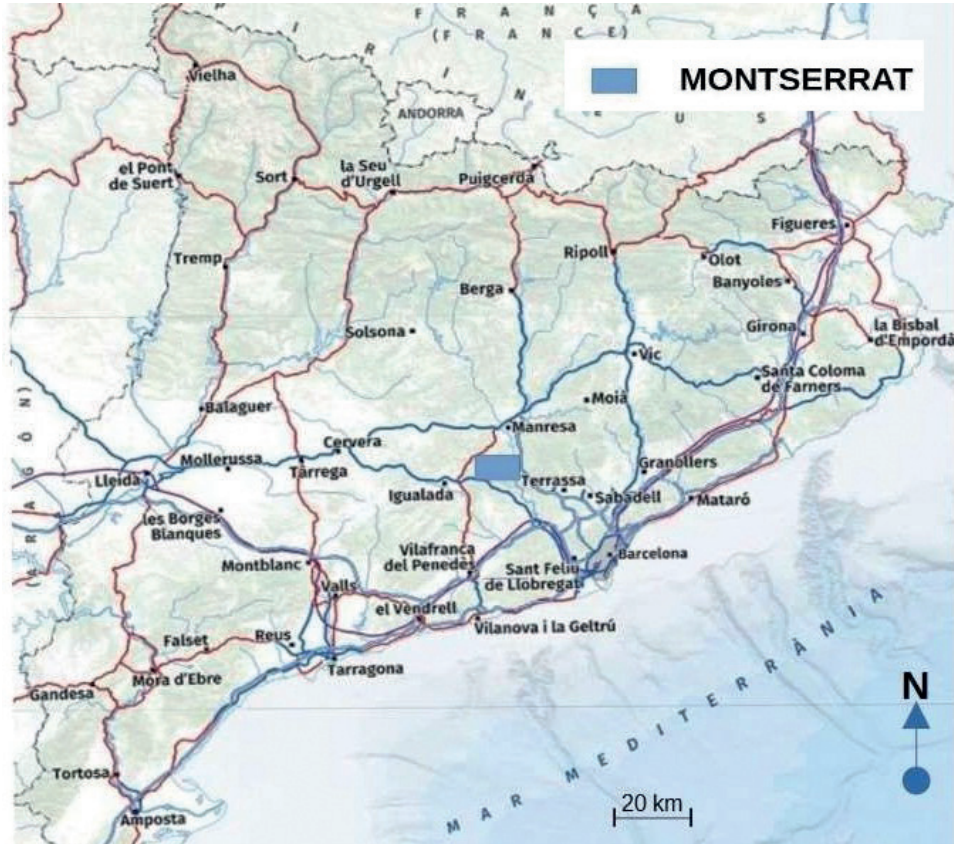 F R A N Ç A
(F R A N C E)
P I R I N E U S
MONTSERRAT
Vielha
ANDORRA
el Pont
de Suert
Sort
la Seu
d'Urgell
Puigcerdà
Figueres
Tremp
Ripoll
Olot
Banyoles
Berga
Solsona
Girona
la Bisbal
d'Empordà
Vic
Santa Coloma
de Farners
Balaguer
Moià
Manresa
Cervera
Mollerussa
Tàrrega
Lleida
Igualada
Terrassa
Granollers
Sabadell
Mataró
(A R A G Ó N)
les Borges
Blanques
Montblanc
Vilafranca
del Penedès
Sant Feliu
de Llobregat
Barcelona
Valls
el Vendrell
Vilanova i la Geltrú
Falset
Reus
Tarragona
Móra d'Ebre
Gandesa
Tortosa
Amposta
MAR MEDITERRÀNIA
N
20 km